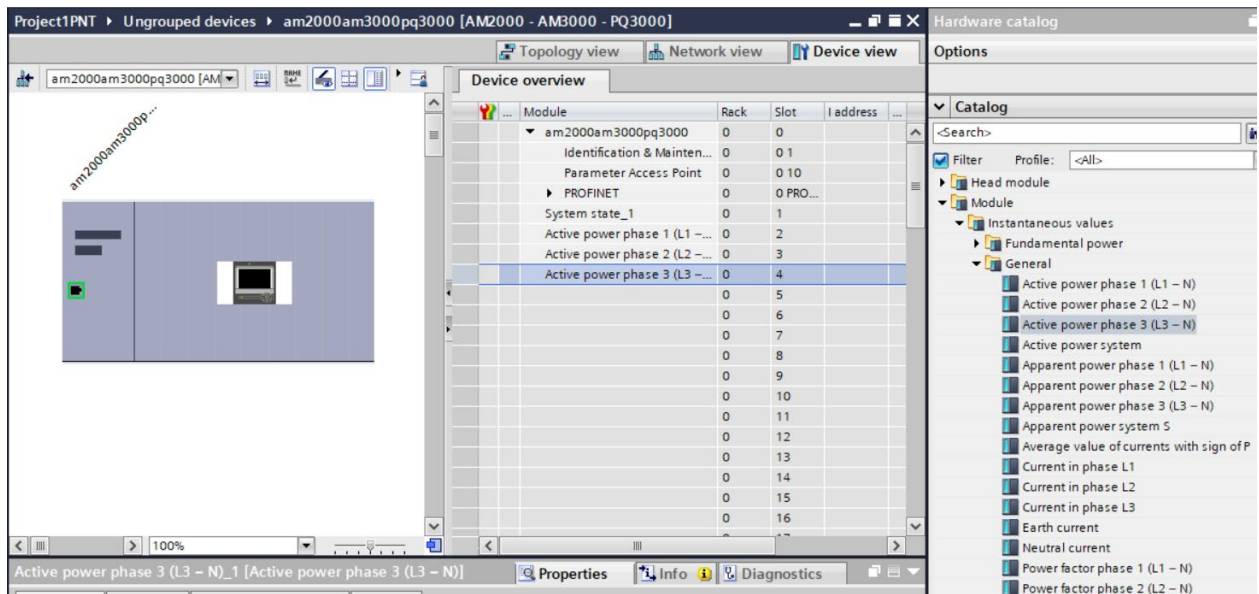 Project1PNT ▸ Ungrouped devices ▸ am2000am3000pq3000 [AM2000 - AM3000 - PQ3000]
Topology view Network view Device view
am2000am3000pq3000 [AM
Device overview
am2000am3000p...
... Module Rack Slot I address ...
am2000am3000pq3000 0 0
Identification & Mainten... 0 0 1
Parameter Access Point 0 0 10
PROFINET 0 0 PRO...
System state_1 0 1
Active power phase 1 (L1 –... 0 2
Active power phase 2 (L2 –... 0 3
Active power phase 3 (L3 –... 0 4
0 5
0 6
0 7
0 8
0 9
0 10
0 11
0 12
0 13
0 14
0 15
0 16
100%
Active power phase 3 (L3 – N)_1 [Active power phase 3 (L3 – N)]
Properties Info Diagnostics
Hardware catalog
Options
Catalog
<Search>
Filter Profile: <All>
Head module
Module
Instantaneous values
Fundamental power
General
Active power phase 1 (L1 – N)
Active power phase 2 (L2 – N)
Active power phase 3 (L3 – N)
Active power system
Apparent power phase 1 (L1 – N)
Apparent power phase 2 (L2 – N)
Apparent power phase 3 (L3 – N)
Apparent power system S
Average value of currents with sign of P
Current in phase L1
Current in phase L2
Current in phase L3
Earth current
Neutral current
Power factor phase 1 (L1 – N)
Power factor phase 2 (L2 – N)